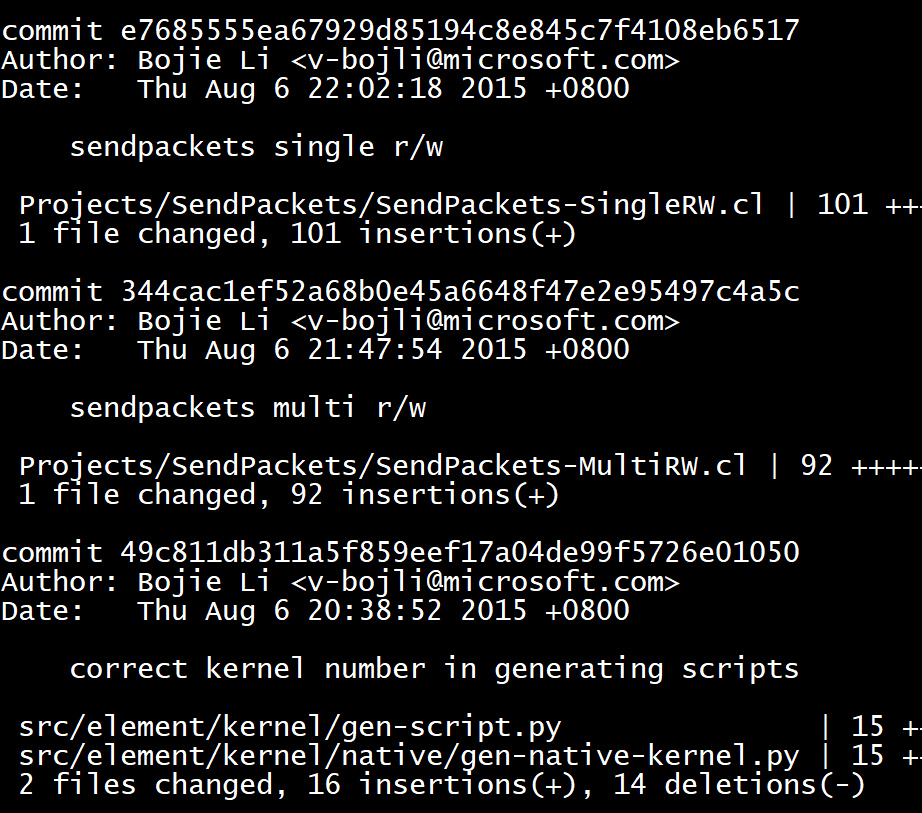 commit e7685555ea67929d85194c8e845c7f4108eb6517
Author: Bojie Li <v-bojli@microsoft.com>
Date:   Thu Aug 6 22:02:18 2015 +0800
sendpackets single r/w
Projects/SendPackets/SendPackets-SingleRW.cl | 101 +++
1 file changed, 101 insertions(+)
commit 344cac1ef52a68b0e45a6648f47e2e95497c4a5c
Author: Bojie Li <v-bojli@microsoft.com>
Date:   Thu Aug 6 21:47:54 2015 +0800
sendpackets multi r/w
Projects/SendPackets/SendPackets-MultiRW.cl | 92 +++++
1 file changed, 92 insertions(+)
commit 49c811db311a5f859eef17a04de99f5726e01050
Author: Bojie Li <v-bojli@microsoft.com>
Date:   Thu Aug 6 20:38:52 2015 +0800
correct kernel number in generating scripts
src/element/kernel/gen-script.py               | 15 ++
src/element/kernel/native/gen-native-kernel.py | 15 ++
2 files changed, 16 insertions(+), 14 deletions(-)